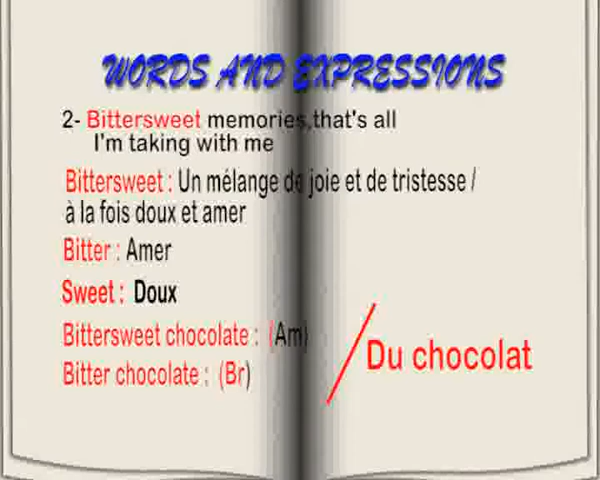 WORDS AND EXPRESSIONS
2- Bittersweet memories,that's all
I'm taking with me
Bittersweet : Un mélange de joie et de tristesse /
à la fois doux et amer
Bitter : Amer
Sweet : Doux
Bittersweet chocolate : (Am)
Bitter chocolate : (Br)
Du chocolat